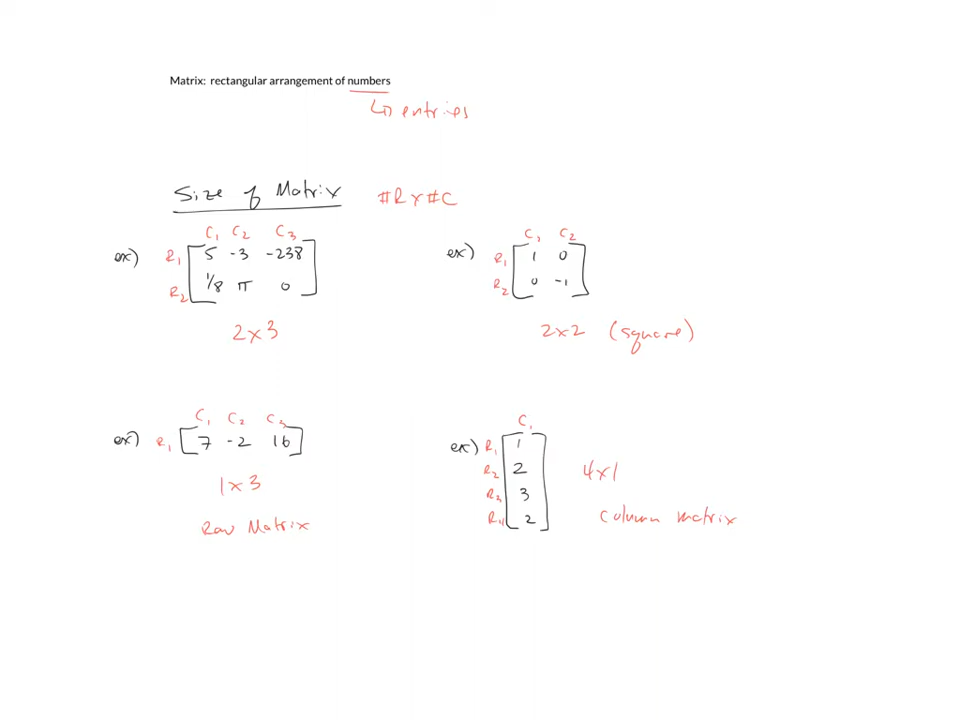 Matrix: rectangular arrangement of numbers
↳ entries
Size of Matrix #R x #C
ex) C1 C2 C3
R1 5 -3 -238
R2 1/8 π 0
2x3
ex) C1 C2
R1 1 0
R2 0 -1
2x2 (square)
ex) C1 C2 C3
R1 [7 -2 16]
1x3
Row Matrix
ex) C1
R1 1
R2 2
R3 3
R4 2
4x1
Column matrix